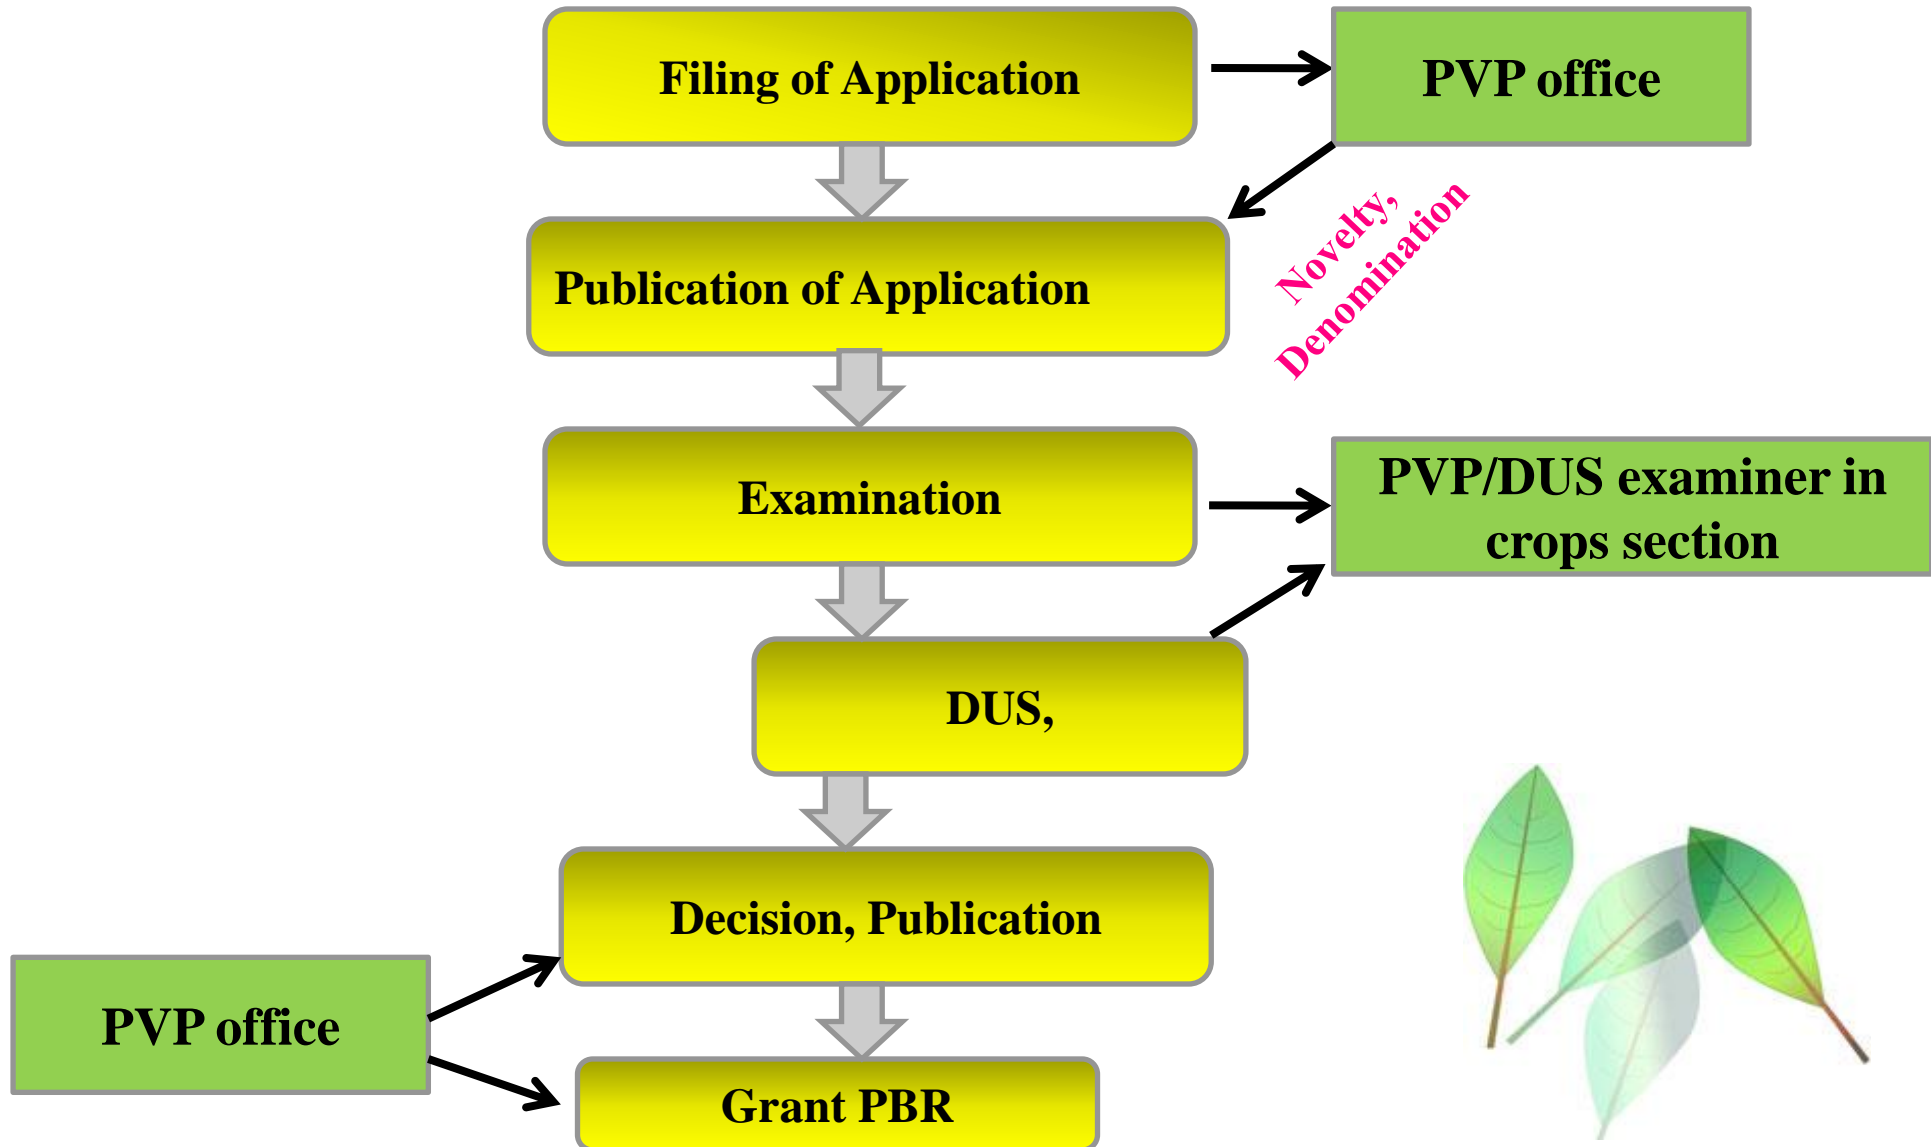 Filing of Application
PVP office
Novelty,
Denomination
Publication of Application
Examination
PVP/DUS examiner in
crops section
DUS,
Decision, Publication
PVP office
Grant PBR